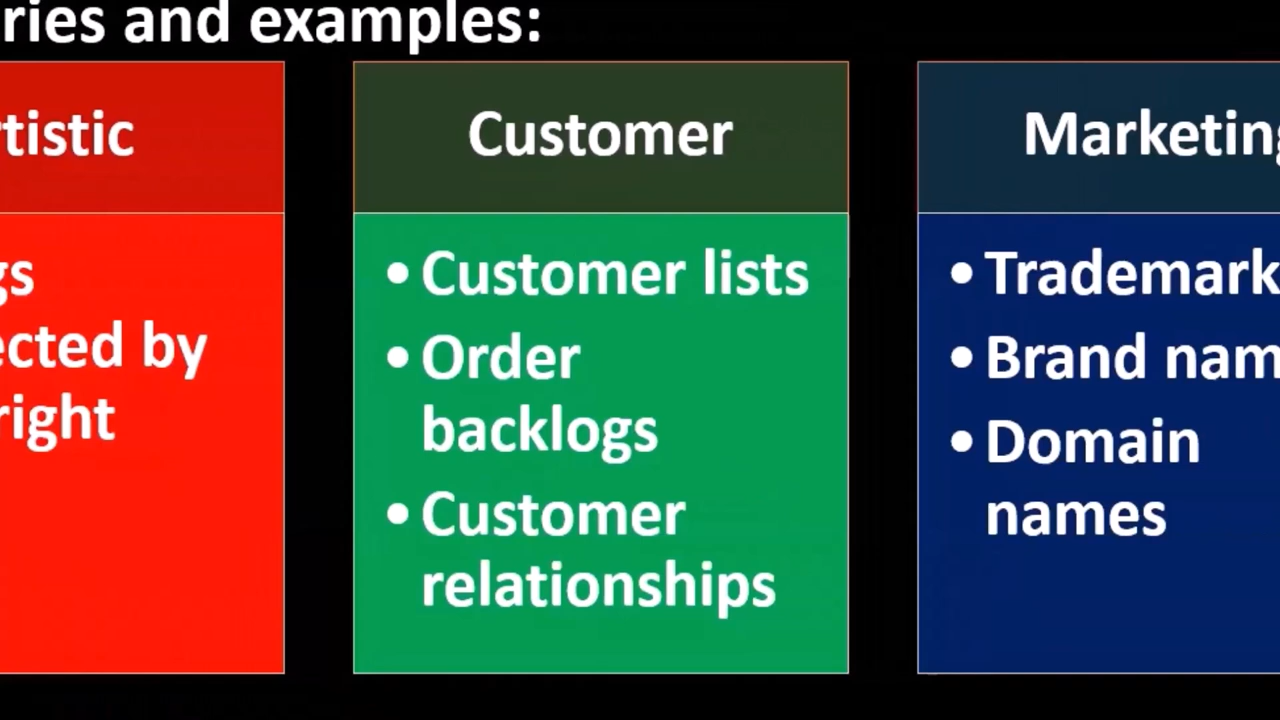 ries and examples:
tistic
gs
ected by
right
Customer
• Customer lists
• Order
backlogs
• Customer
relationships
Marketing
• Trademark
• Brand nam
• Domain
names